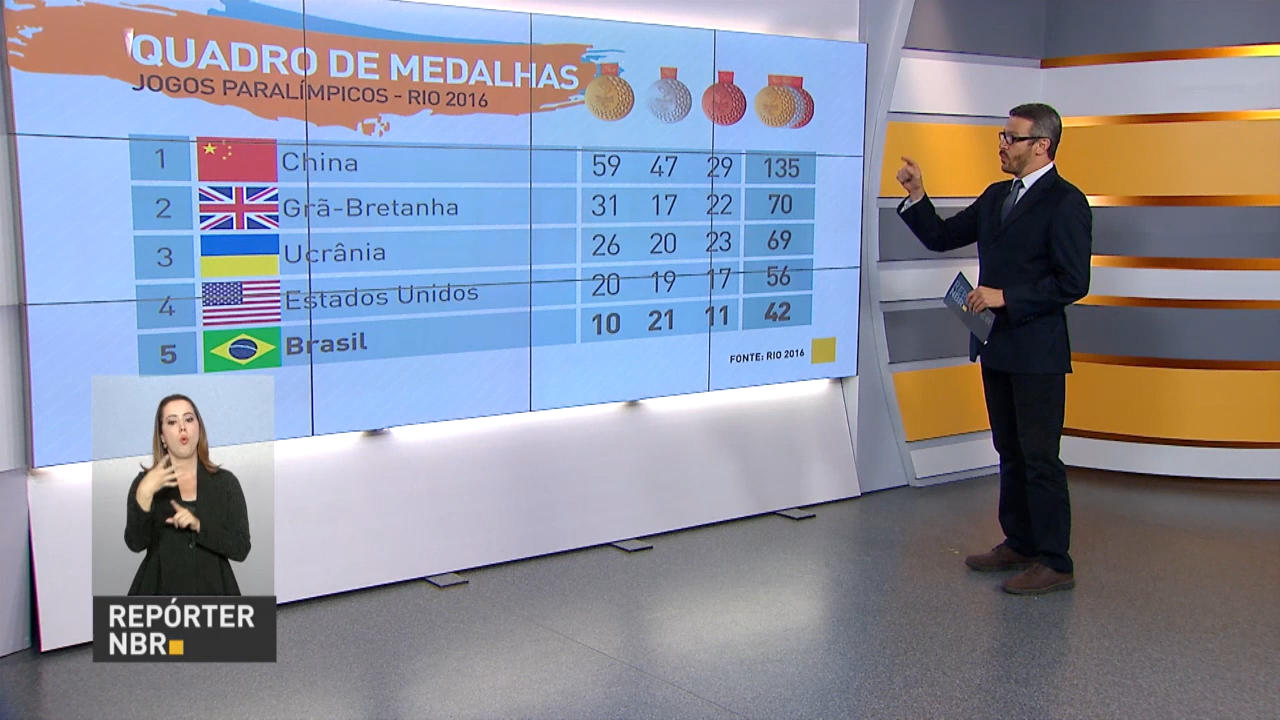 QUADRO DE MEDALHAS
JOGOS PARALÍMPICOS - RIO 2016
1 China 59 47 29 135
2 Grã-Bretanha 31 17 22 70
3 Ucrânia 26 20 23 69
4 Estados Unidos 20 19 17 56
5 Brasil 10 21 11 42
FONTE: RIO 2016
REPÓRTER
NBR